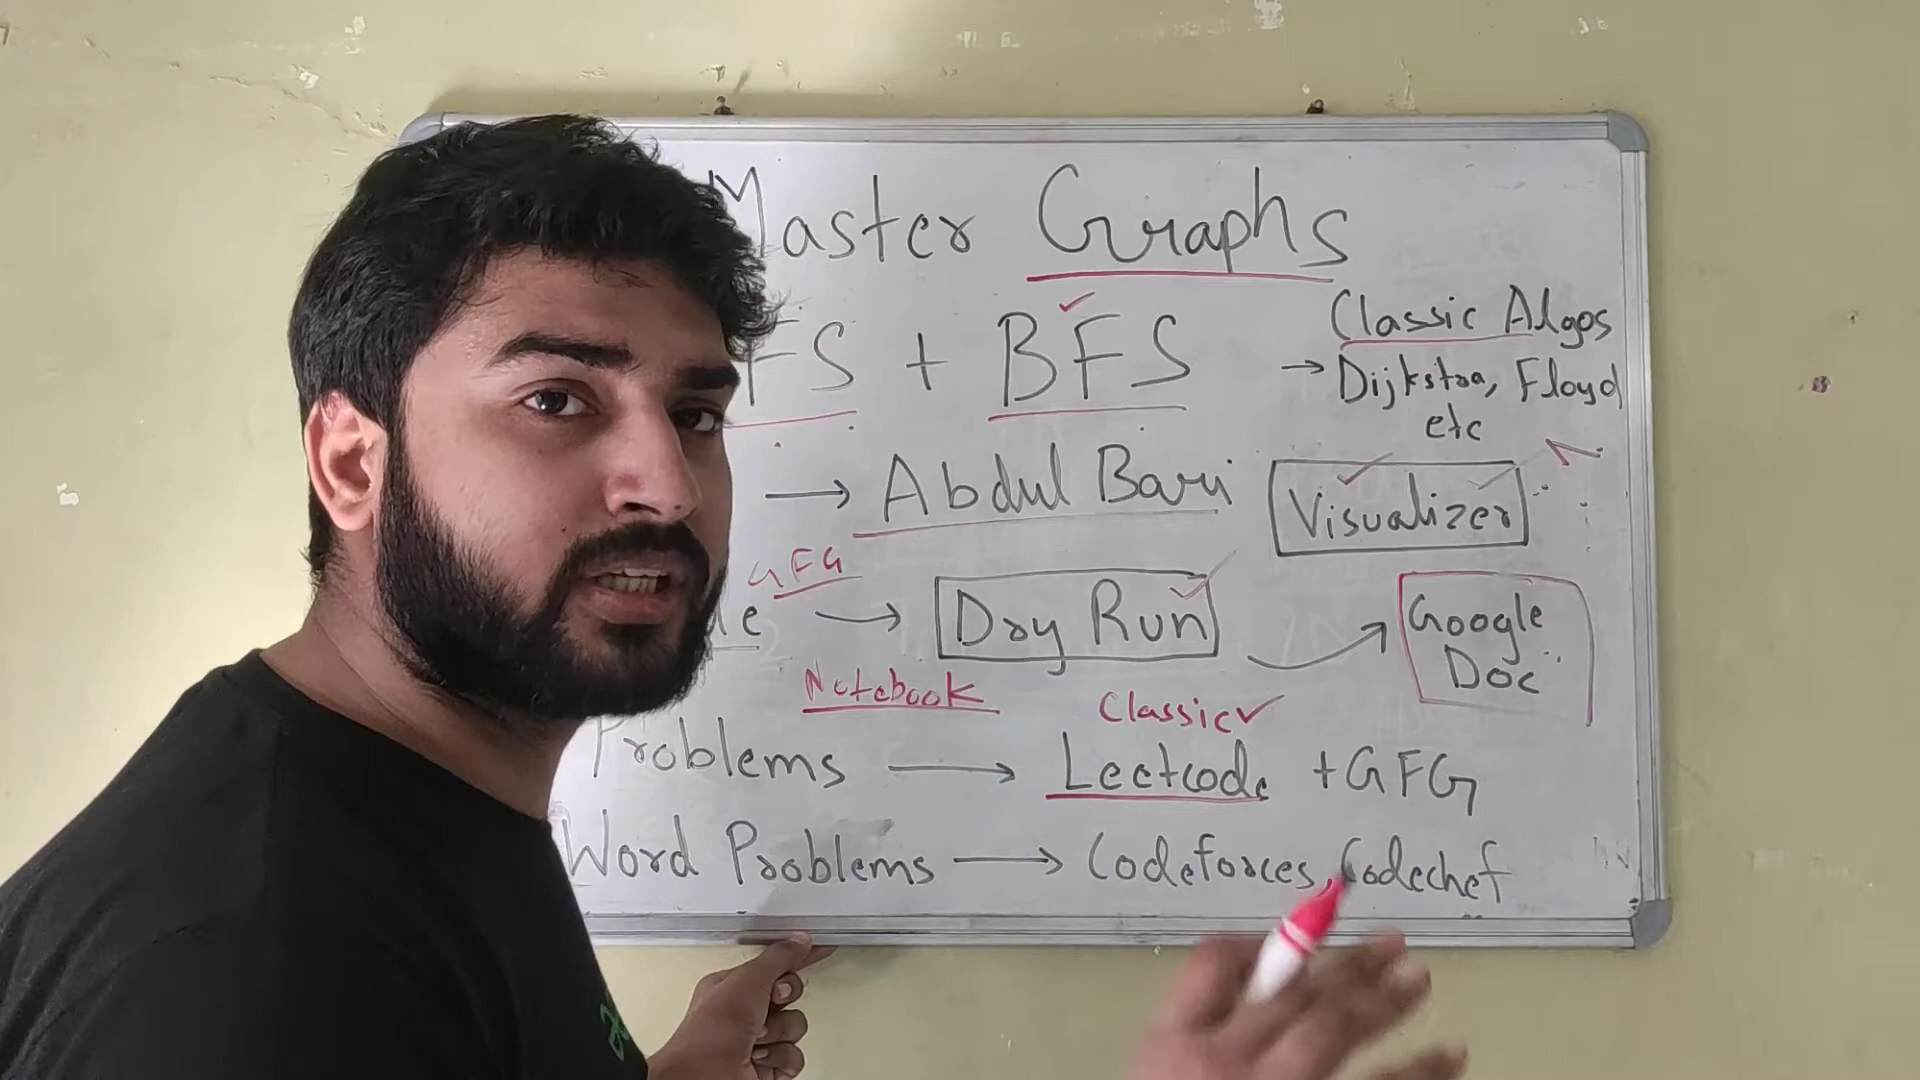 Master Graphs
FS + BFS
Classic Algos
→ Dijkstra, Floyd
etc
→ Abdul Bari
Visualizer
GFG
de → Dry Run →
Google
Doc
Notebook
Classic
Problems → Leetcode + GFG
Word Problems → Codeforces, Codechef